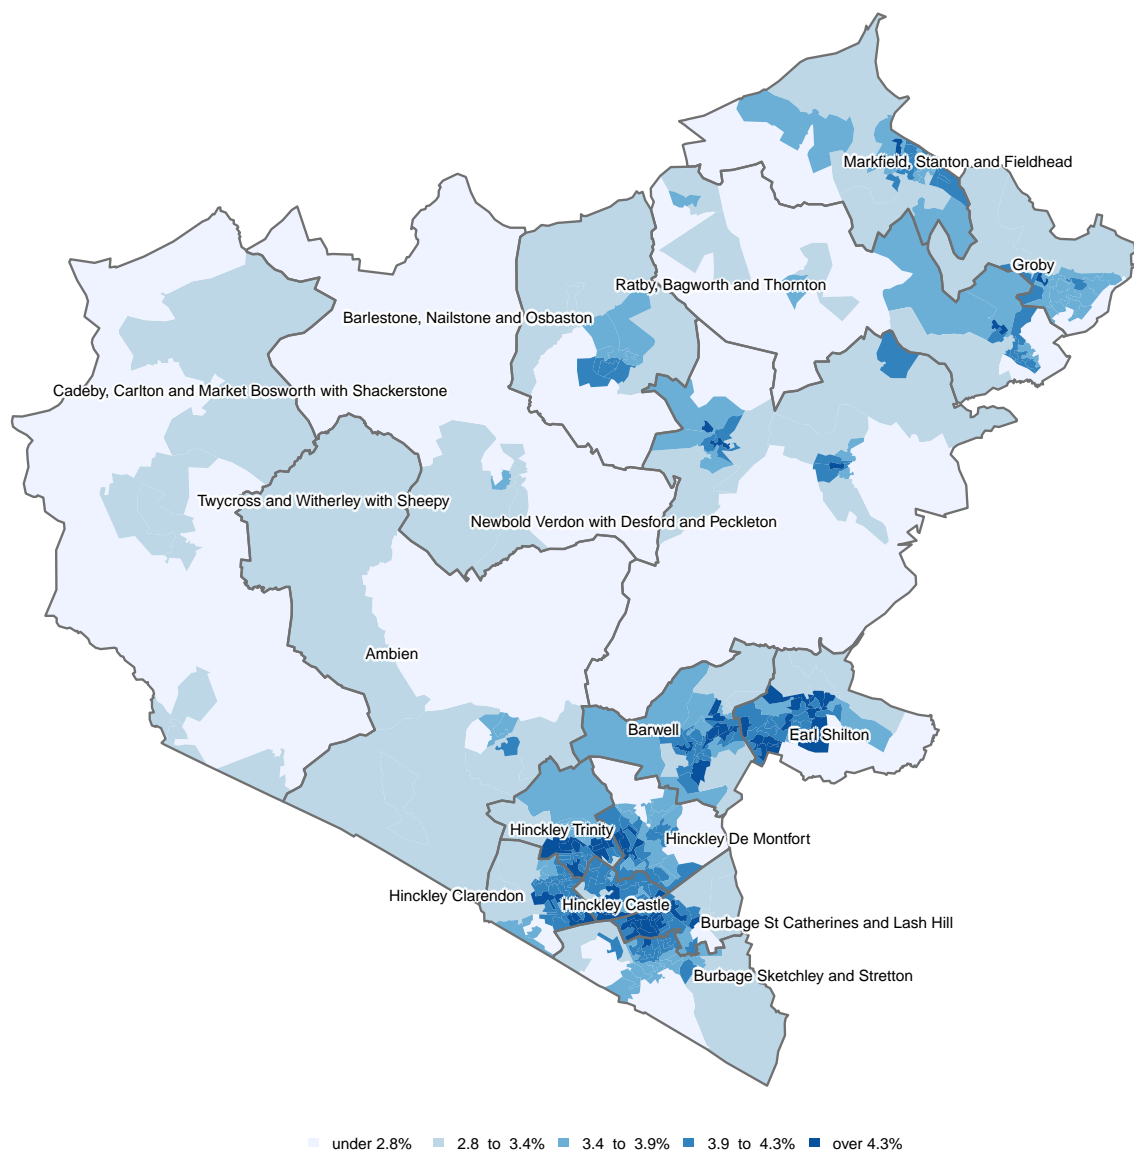 Markfield, Stanton and Fieldhead
Groby
Ratby, Bagworth and Thornton
Barlestone, Nailstone and Osbaston
Cadeby, Carlton and Market Bosworth with Shackerstone
Twycross and Witherley with Sheepy
Newbold Verdon with Desford and Peckleton
Ambien
Barwell
Earl Shilton
Hinckley Trinity
Hinckley De Montfort
Hinckley Clarendon
Hinckley Castle
Burbage St Catherines and Lash Hill
Burbage Sketchley and Stretton
under 2.8% 2.8 to 3.4% 3.4 to 3.9% 3.9 to 4.3% over 4.3%